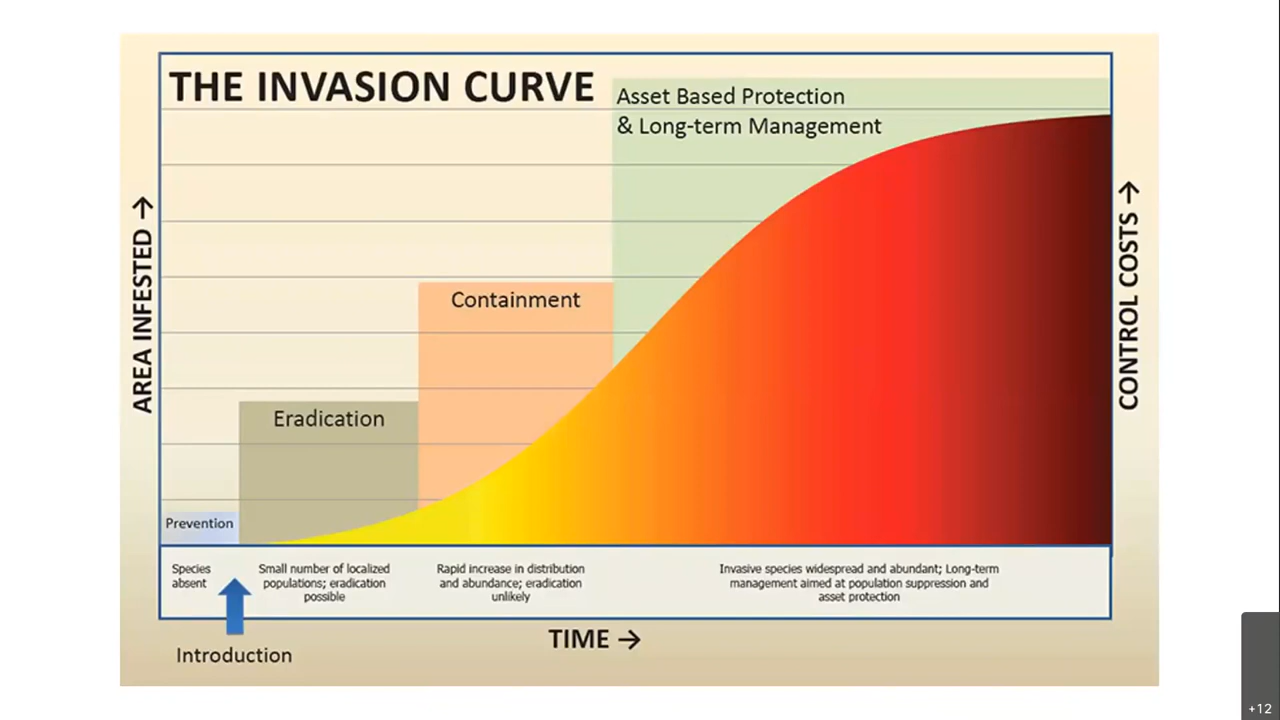 THE INVASION CURVE
Asset Based Protection
& Long-term Management
Containment
Eradication
Prevention
AREA INFESTED →
CONTROL COSTS →
Species
absent
Small number of localized
populations; eradication
possible
Rapid increase in distribution
and abundance; eradication
unlikely
Invasive species widespread and abundant; Long-term
management aimed at population suppression and
asset protection
TIME →
Introduction
+12